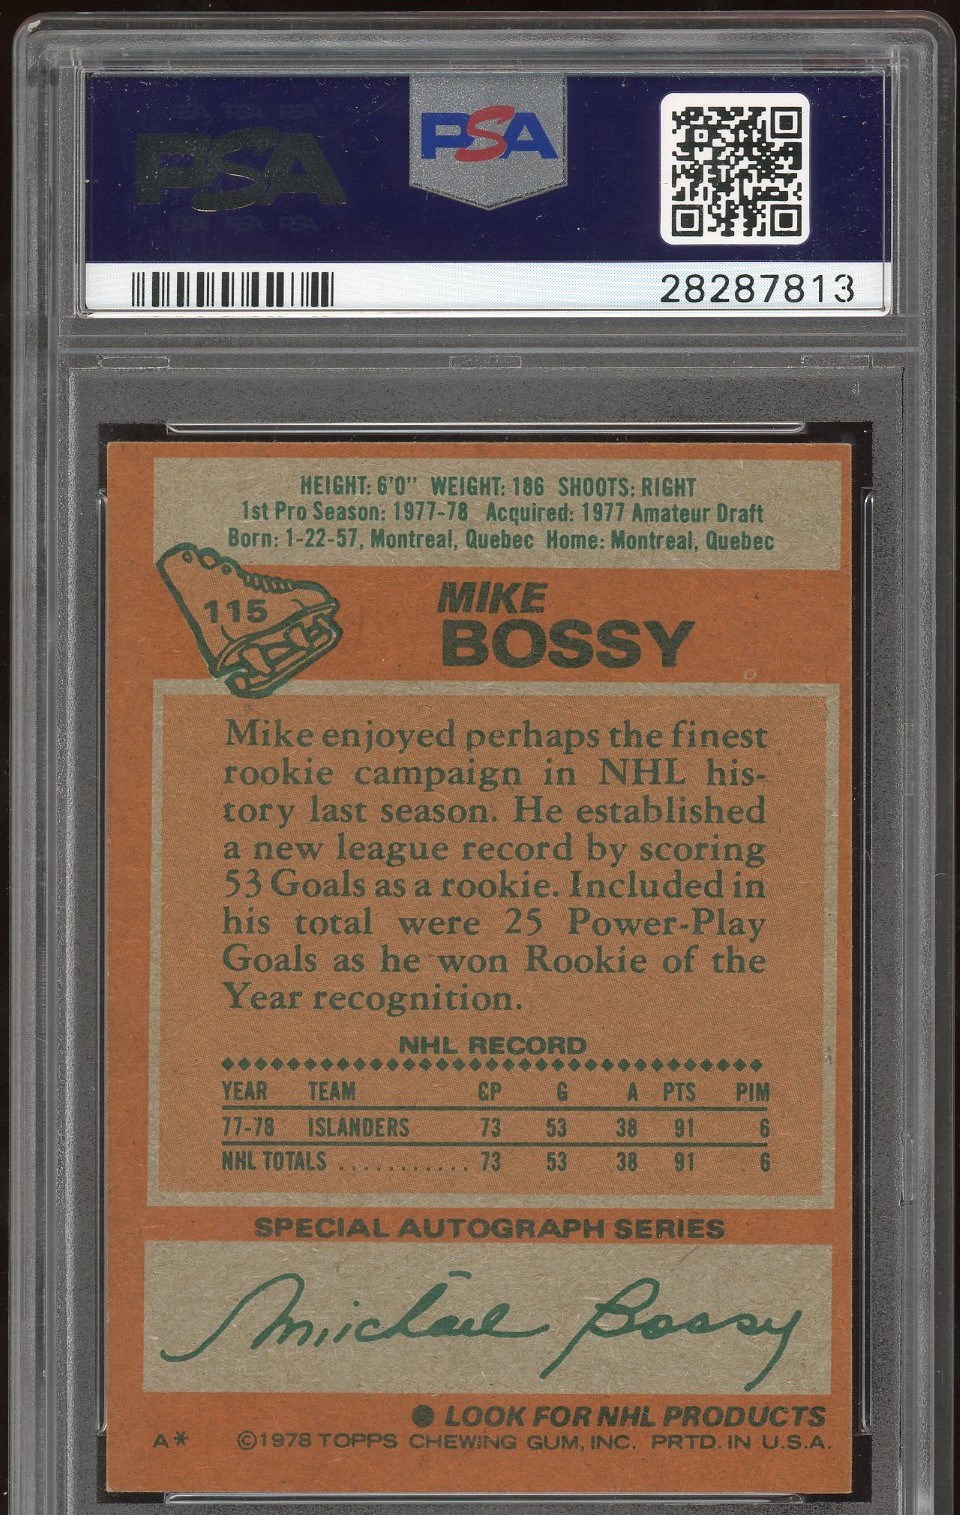 PSA
PSA
28287813
HEIGHT: 6'0" WEIGHT: 186 SHOOTS: RIGHT
1st Pro Season: 1977-78 Acquired: 1977 Amateur Draft
Born: 1-22-57, Montreal, Quebec Home: Montreal, Quebec
115
MIKE
BOSSY
Mike enjoyed perhaps the finest
rookie campaign in NHL his-
tory last season. He established
a new league record by scoring
53 Goals as a rookie. Included in
his total were 25 Power-Play
Goals as he won Rookie of the
Year recognition.
NHL RECORD
YEAR TEAM GP G A PTS PIM
77-78 ISLANDERS 73 53 38 91 6
NHL TOTALS ........... 73 53 38 91 6
SPECIAL AUTOGRAPH SERIES
Michael Bossy
● LOOK FOR NHL PRODUCTS
A* ©1978 TOPPS CHEWING GUM, INC. PRTD. IN U.S.A.